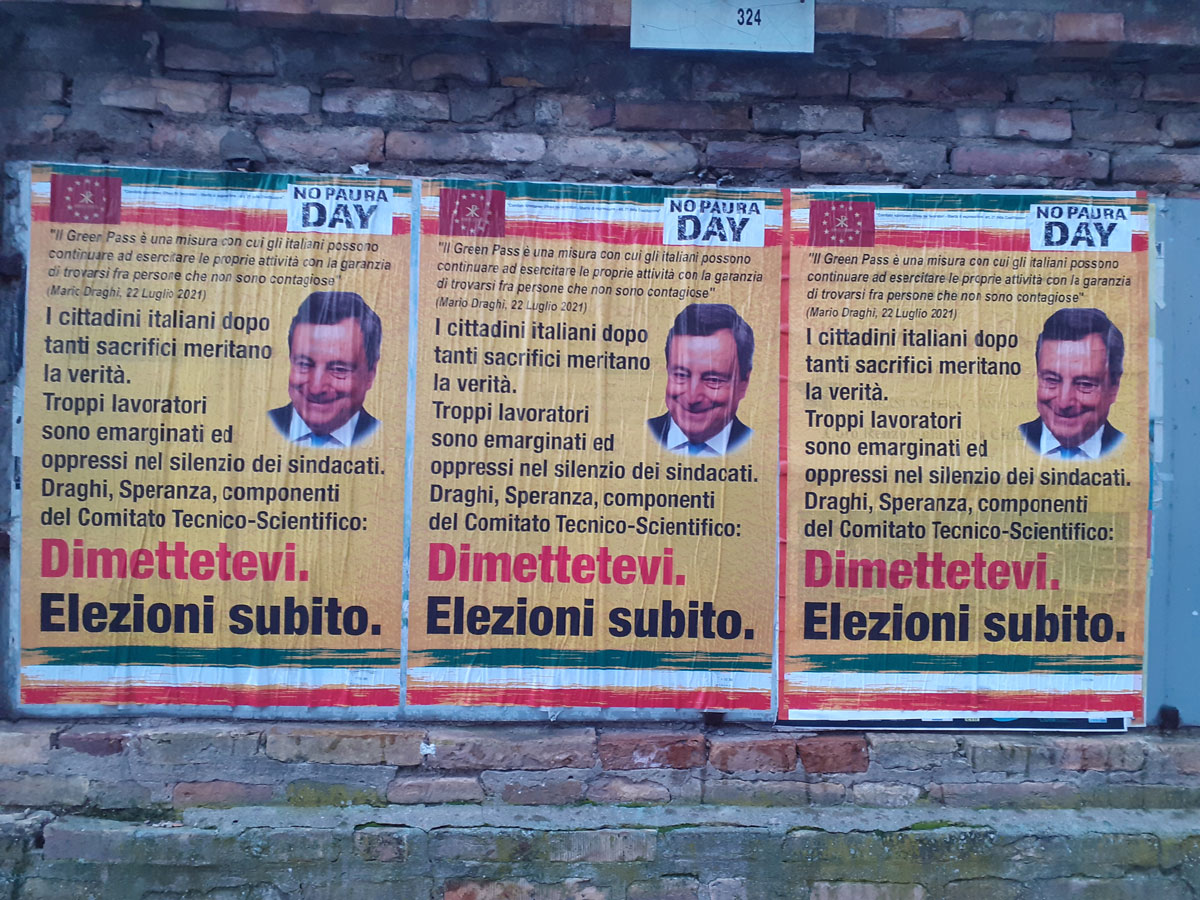 324
NO PAURA
DAY
"Il Green Pass è una misura con cui gli italiani possono
continuare ad esercitare le proprie attività con la garanzia
di trovarsi fra persone che non sono contagiose"
(Mario Draghi, 22 Luglio 2021)
I cittadini italiani dopo
tanti sacrifici meritano
la verità.
Troppi lavoratori
sono emarginati ed
oppressi nel silenzio dei sindacati.
Draghi, Speranza, componenti
del Comitato Tecnico-Scientifico:
Dimettetevi.
Elezioni subito.
NO PAURA
DAY
"Il Green Pass è una misura con cui gli italiani possono
continuare ad esercitare le proprie attività con la garanzia
di trovarsi fra persone che non sono contagiose"
(Mario Draghi, 22 Luglio 2021)
I cittadini italiani dopo
tanti sacrifici meritano
la verità.
Troppi lavoratori
sono emarginati ed
oppressi nel silenzio dei sindacati.
Draghi, Speranza, componenti
del Comitato Tecnico-Scientifico:
Dimettetevi.
Elezioni subito.
NO PAURA
DAY
"Il Green Pass è una misura con cui gli italiani possono
continuare ad esercitare le proprie attività con la garanzia
di trovarsi fra persone che non sono contagiose"
(Mario Draghi, 22 Luglio 2021)
I cittadini italiani dopo
tanti sacrifici meritano
la verità.
Troppi lavoratori
sono emarginati ed
oppressi nel silenzio dei sindacati.
Draghi, Speranza, componenti
del Comitato Tecnico-Scientifico:
Dimettetevi.
Elezioni subito.